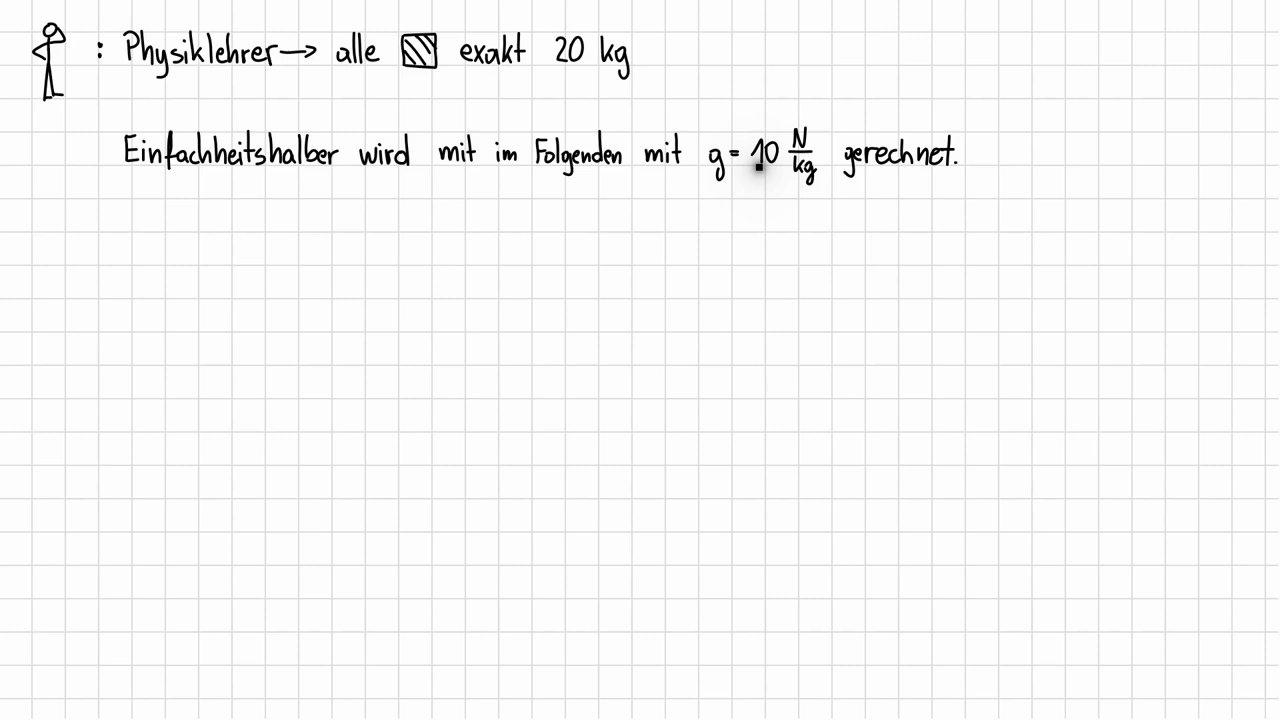 : Physiklehrer → alle exakt 20 kg
Einfachheitshalber wird mit im Folgenden mit g = 10 N/kg gerechnet.